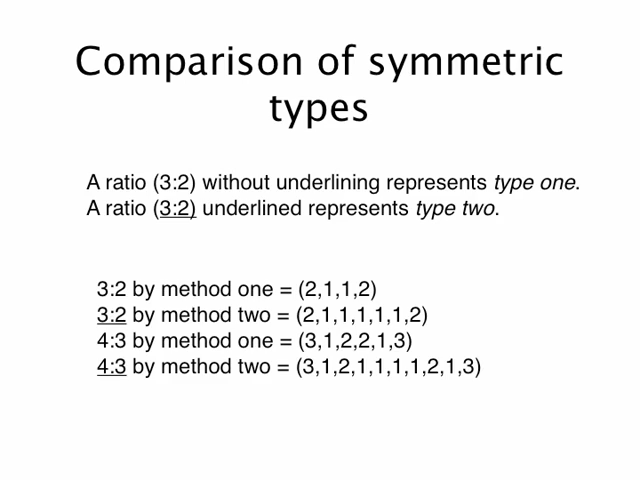 Comparison of symmetric
types
A ratio (3:2) without underlining represents type one.
A ratio (3:2) underlined represents type two.
3:2 by method one = (2,1,1,2)
3:2 by method two = (2,1,1,1,1,1,2)
4:3 by method one = (3,1,2,2,1,3)
4:3 by method two = (3,1,2,1,1,1,1,2,1,3)